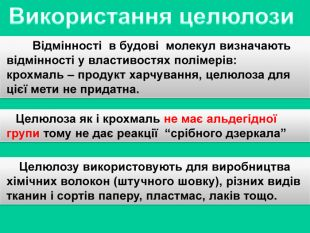 Використання целюлози
Відмінності в будові молекул визначають
відмінності у властивостях полімерів:
крохмаль – продукт харчування, целюлоза для
цієї мети не придатна.
Целюлоза як і крохмаль не має альдегідної
групи тому не дає реакції “срібного дзеркала”
Целюлозу використовують для виробництва
хімічних волокон (штучного шовку), різних видів
тканин і сортів паперу, пластмас, лаків тощо.